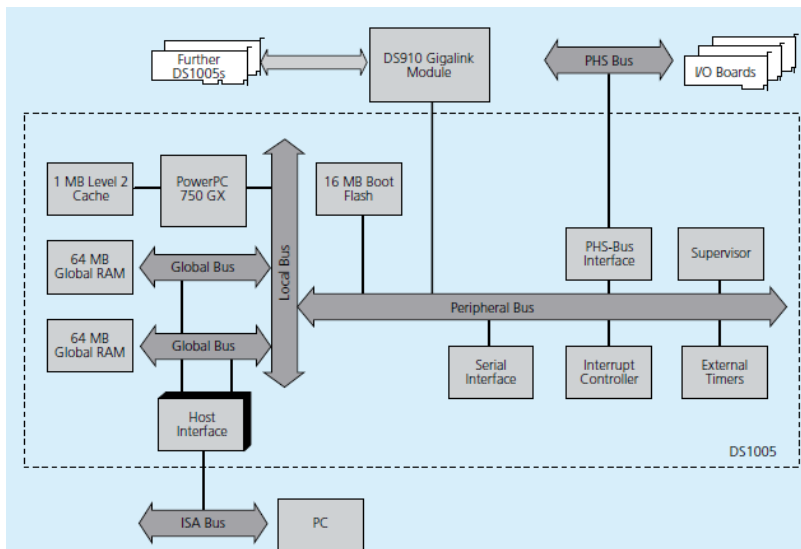 Further
DS1005s
DS910 Gigalink
Module
PHS Bus
I/O Boards
1 MB Level 2
Cache
PowerPC
750 GX
16 MB Boot
Flash
Local Bus
64 MB
Global RAM
Global Bus
PHS-Bus
Interface
Supervisor
Peripheral Bus
64 MB
Global RAM
Global Bus
Serial
Interface
Interrupt
Controller
External
Timers
Host
Interface
DS1005
ISA Bus
PC